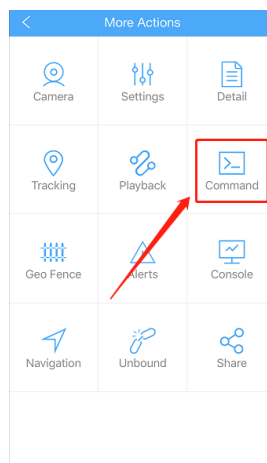 More Actions
Camera Settings Detail
Tracking Playback Command
Geo Fence Alerts Console
Navigation Unbound Share